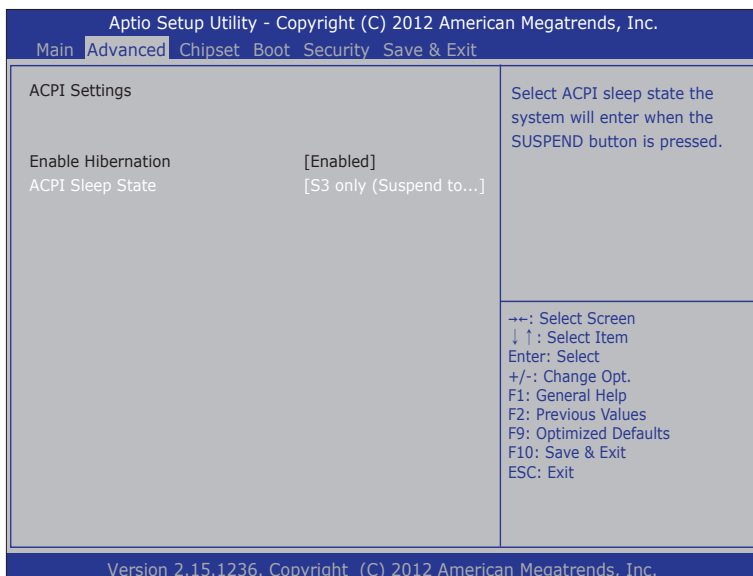 Aptio Setup Utility - Copyright (C) 2012 American Megatrends, Inc.
Main Advanced Chipset Boot Security Save & Exit
ACPI Settings
Enable Hibernation [Enabled]
ACPI Sleep State [S3 only (Suspend to...]
Select ACPI sleep state the
system will enter when the
SUSPEND button is pressed.
→←: Select Screen
↓↑: Select Item
Enter: Select
+/-: Change Opt.
F1: General Help
F2: Previous Values
F9: Optimized Defaults
F10: Save & Exit
ESC: Exit
Version 2.15.1236. Copyright (C) 2012 American Megatrends, Inc.